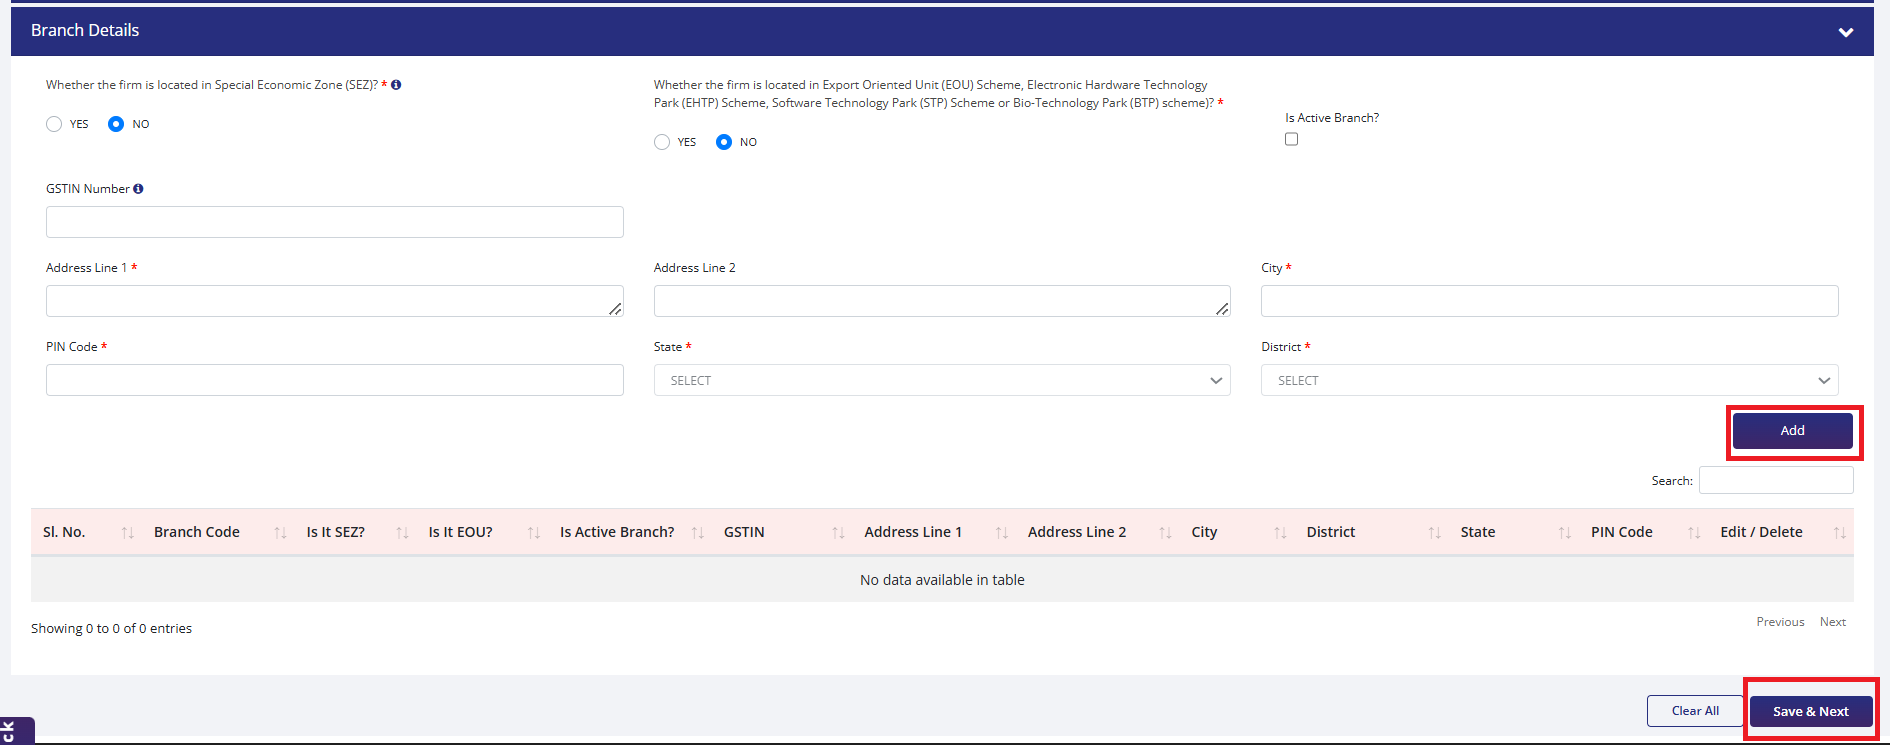 Branch Details
Whether the firm is located in Special Economic Zone (SEZ)? *
YES NO
Whether the firm is located in Export Oriented Unit (EOU) Scheme, Electronic Hardware Technology
Park (EHTP) Scheme, Software Technology Park (STP) Scheme or Bio-Technology Park (BTP) scheme)? *
YES NO
Is Active Branch?
GSTIN Number
Address Line 1 *
Address Line 2
City *
PIN Code *
State *
SELECT
District *
SELECT
Add
Search:
Sl. No. Branch Code Is It SEZ? Is It EOU? Is Active Branch? GSTIN Address Line 1 Address Line 2 City District State PIN Code Edit / Delete
No data available in table
Showing 0 to 0 of 0 entries
Previous Next
Clear All Save & Next
ck